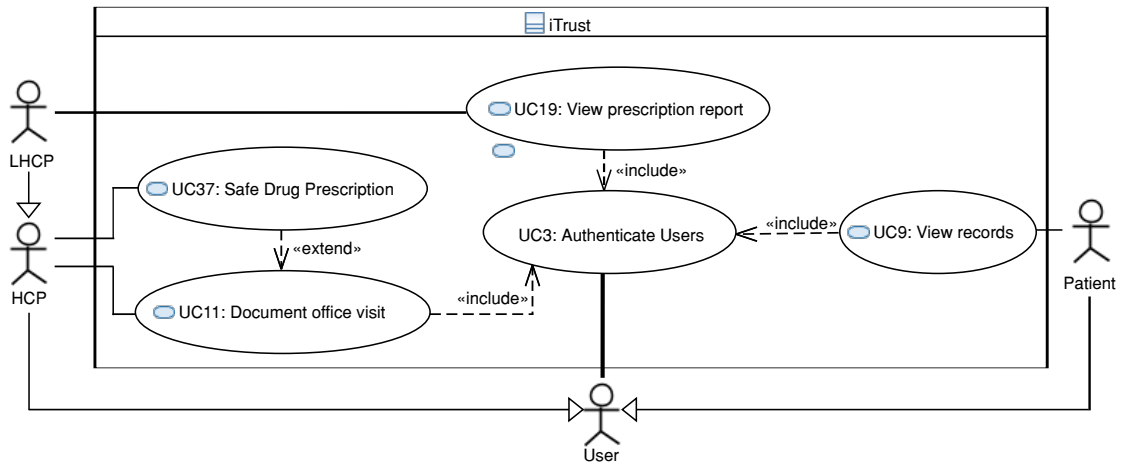 iTrust
UC19: View prescription report
LHCP
«include»
UC37: Safe Drug Prescription
UC3: Authenticate Users
«include»
UC9: View records
«extend»
HCP
Patient
«include»
UC11: Document office visit
User